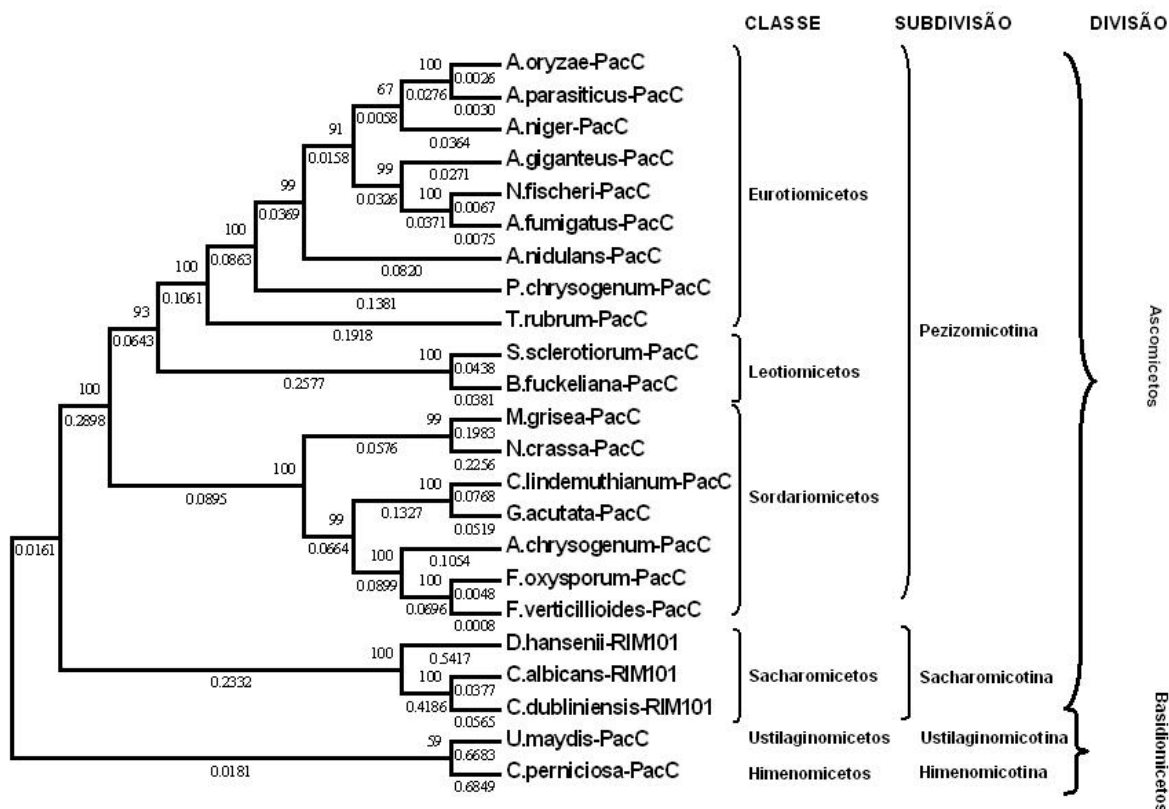 CLASSE SUBDIVISÃO DIVISÃO
100 A.oryzae-PacC
0.0026
67 0.0276 A.parasiticus-PacC
0.0058 0.0030
91 A.niger-PacC
0.0364
0.0158 A.giganteus-PacC
99 0.0271
99 0.0326 100 N.fischeri-PacC Eurotiomicetos
0.0067
0.0369 0.0371 A.fumigatus-PacC
0.0075
100 A.nidulans-PacC
0.0863 0.0820
100 P.chrysogenum-PacC
0.1061 0.1381
93 T.rubrum-PacC Pezizomicotina
0.0643 0.1918
100 S.sclerotiorum-PacC
0.0438
0.2577 Leotiomicetos
100 B.fuckeliana-PacC
0.0381
0.2898 99 M.grisea-PacC
0.1983
0.0576 N.crassa-PacC
0.2256
100 100 C.lindemuthianum-PacC
0.0768
0.0895 0.1327 G.acutata-PacC Sordariomicetos
0.0519
99 A.chrysogenum-PacC
0.0664 0.1054
100 100 F.oxysporum-PacC
0.0048
0.0899 0.0696 F.verticillioides-PacC
0.0008
0.0161
100 D.hansenii-RIM101
0.5417
0.2332 100 C.albicans-RIM101 Sacharomicetos Sacharomicotina
0.0377
0.4186 C.dubliniensis-RIM101
0.0565
59 U.maydis-PacC Ustilaginomicetos Ustilaginomicotina
0.6683
0.0181 C.perniciosa-PacC Himenomicetos Himenomicotina
0.6849
Ascomicetos
Basidiomicetos